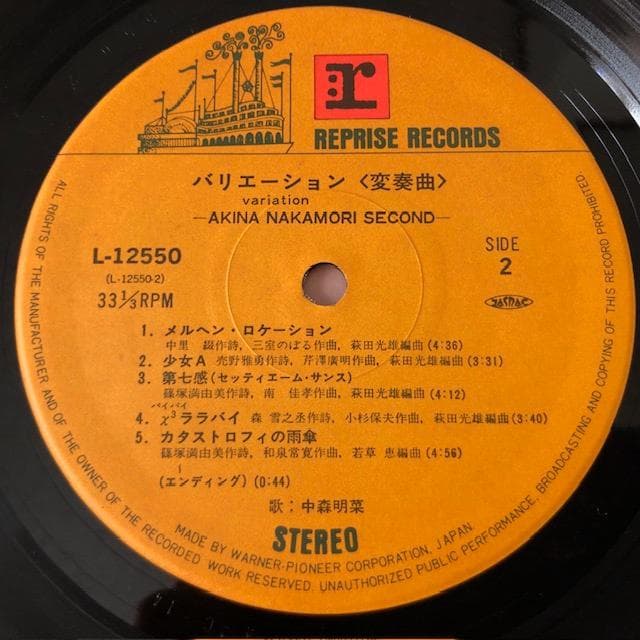 r
REPRISE RECORDS
バリエーション〈変奏曲〉
variation
—AKINA NAKAMORI SECOND—
L-12550
(L-12550-2)
33⅓RPM
SIDE
2
JASRAC
1. メルヘン・ロケーション
中里 綴作詩, 三室のぼる作曲, 萩田光雄編曲(4:36)
2. 少女A 売野雅勇作詩, 芹澤廣明作曲, 萩田光雄編曲(3:31)
3. 第七感(セッティエーム・サンス)
篠塚満由美作詩, 南 佳孝作曲, 萩田光雄編曲(4:12)
バイバイ
4. χ³ララバイ 森 雪之丞作詩, 小杉保夫作曲, 萩田光雄編曲(3:40)
5. カタストロフィの雨傘
篠塚満由美作詩, 和泉常寛作曲, 若草 恵編曲(4:56)
~
(エンディング)(0:44)
歌:中森明菜
STEREO
MADE BY WARNER-PIONEER CORPORATION, JAPAN.
ALL RIGHTS OF THE MANUFACTURER AND OF THE OWNER OF THE RECORDED WORK RESERVED. UNAUTHORIZED PUBLIC PERFORMANCE, BROADCASTING AND COPYING OF THIS RECORD PROHIBITED.